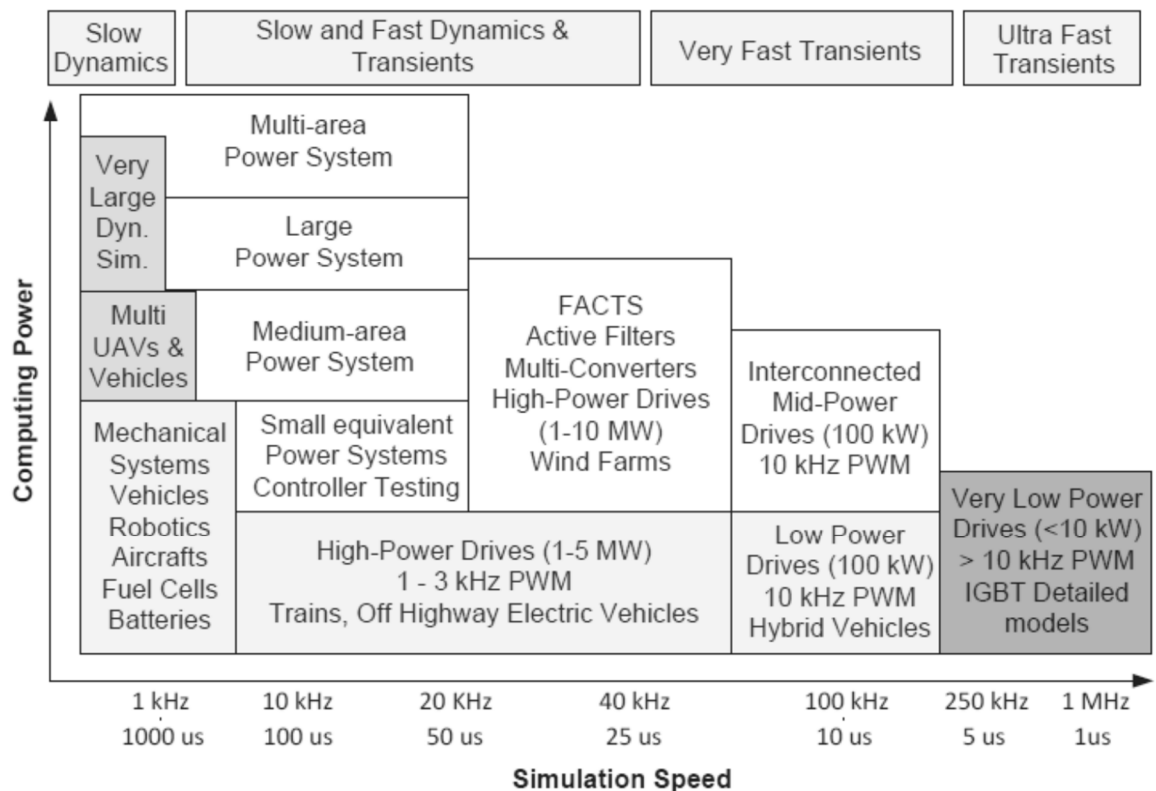 Slow
Dynamics
Slow and Fast Dynamics &
Transients
Very Fast Transients
Ultra Fast
Transients
Multi-area
Power System
Very
Large
Dyn.
Sim.
Large
Power System
Multi
UAVs &
Vehicles
Medium-area
Power System
FACTS
Active Filters
Multi-Converters
High-Power Drives
(1-10 MW)
Wind Farms
Interconnected
Mid-Power
Drives (100 kW)
10 kHz PWM
Mechanical
Systems
Vehicles
Robotics
Aircrafts
Fuel Cells
Batteries
Small equivalent
Power Systems
Controller Testing
High-Power Drives (1-5 MW)
1 - 3 kHz PWM
Trains, Off Highway Electric Vehicles
Low Power
Drives (100 kW)
10 kHz PWM
Hybrid Vehicles
Very Low Power
Drives (<10 kW)
> 10 kHz PWM
IGBT Detailed
models
Computing Power
1 kHz 10 kHz 20 KHz 40 kHz 100 kHz 250 kHz 1 MHz
1000 us 100 us 50 us 25 us 10 us 5 us 1us
Simulation Speed